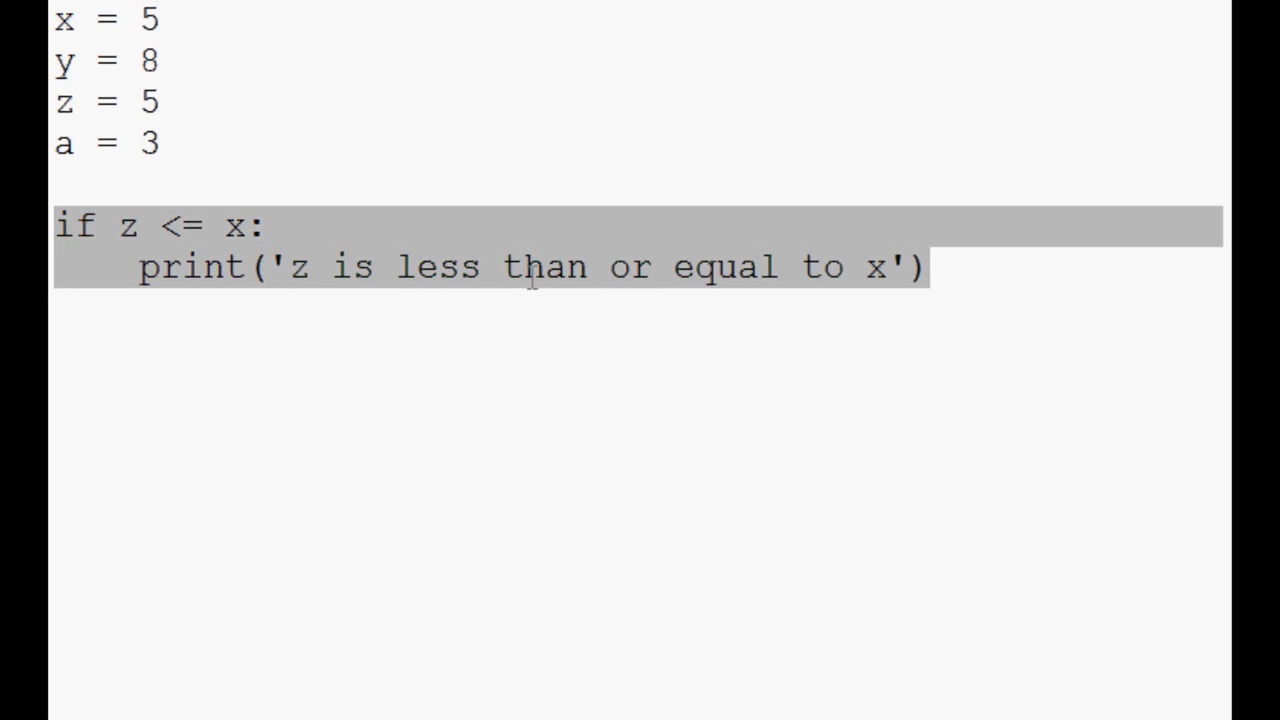 x = 5
y = 8
z = 5
a = 3
if z <= x:
    print('z is less than or equal to x')